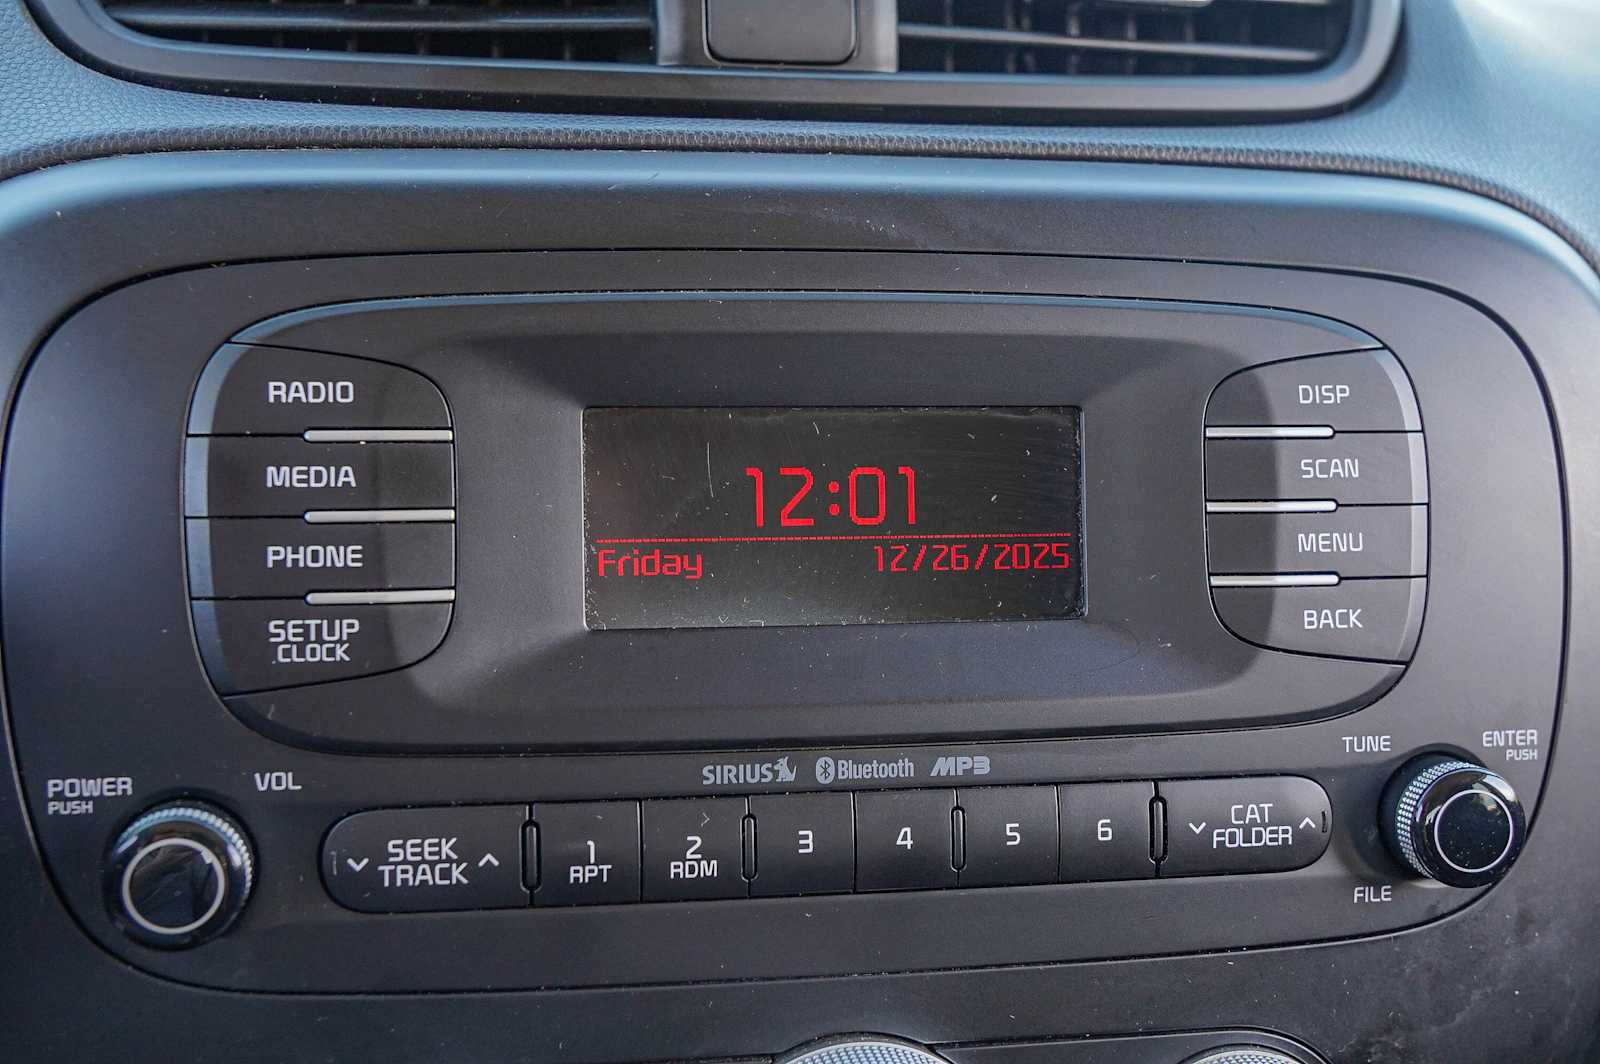 RADIO
MEDIA
PHONE
SETUP
CLOCK
12:01
Friday 12/26/2025
DISP
SCAN
MENU
BACK
POWER
PUSH
VOL
SIRIUS Bluetooth MP3
TUNE
ENTER
PUSH
FILE
SEEK
TRACK
1
RPT
2
RDM
3
4
5
6
CAT
FOLDER